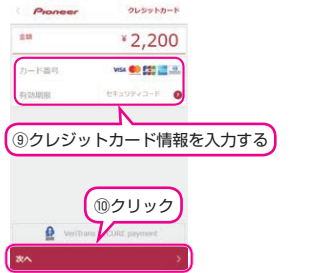 Pioneer クレジットカード
金額 ¥ 2,200
カード番号 VISA
有効期限 セキュリティコード ?
⑨クレジットカード情報を入力する
⑩クリック
VeriTrans SECURE payment
次へ >